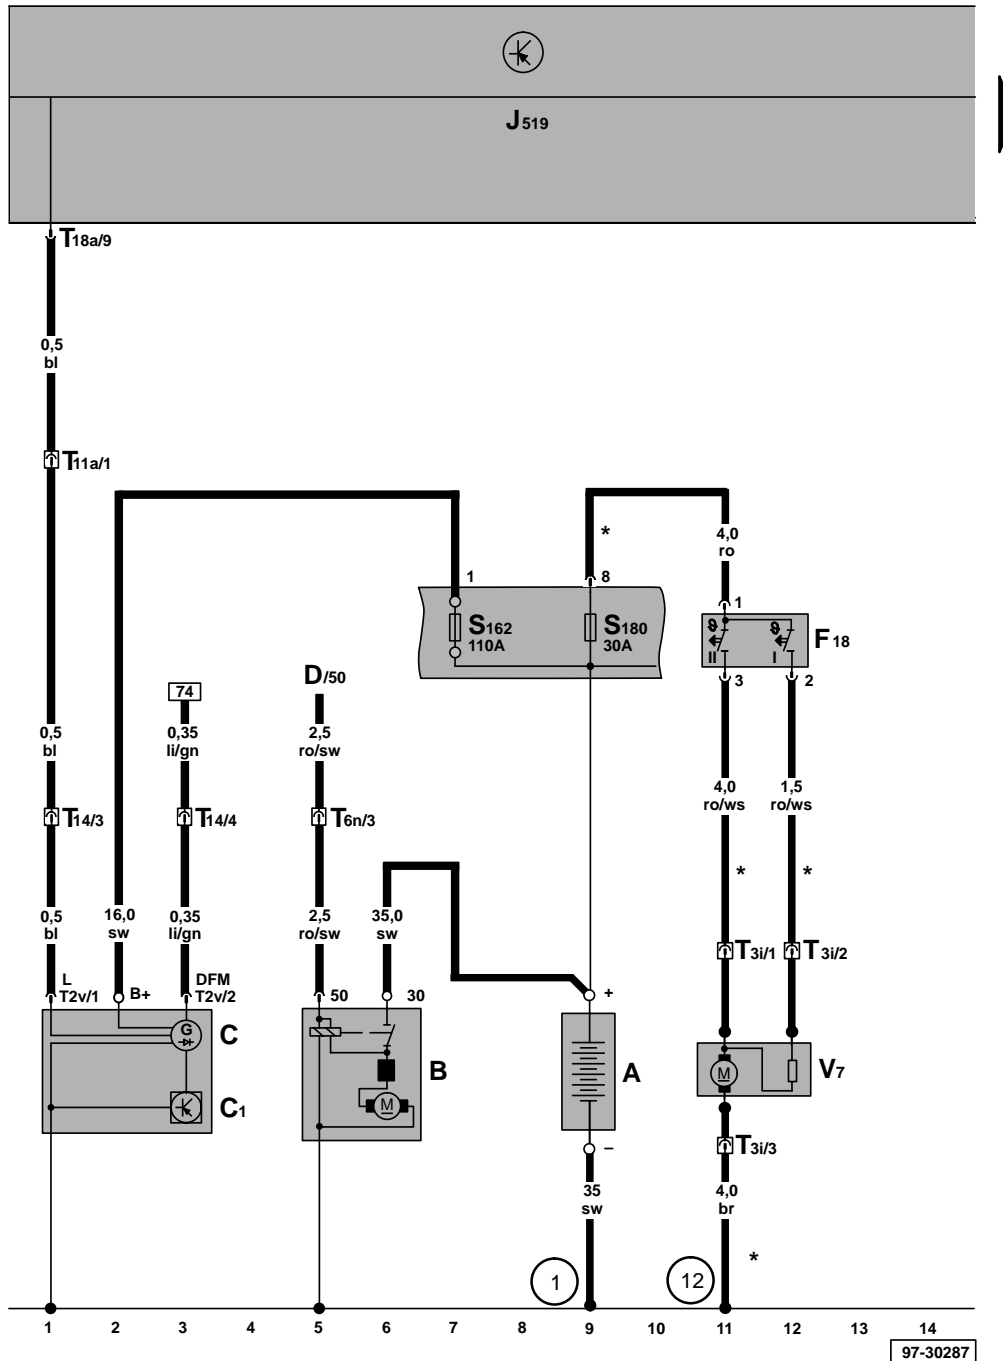 J519
T18a/9
0,5
bl
T11a/1
*
4,0
ro
1
8
1
S162
110A
S180
30A
II
I
F18
3
2
D/50
74
0,5
bl
0,35
li/gn
2,5
ro/sw
4,0
ro/ws
1,5
ro/ws
T14/3
T14/4
T6n/3
*
*
0,5
bl
16,0
sw
0,35
li/gn
2,5
ro/sw
35,0
sw
T3i/1
T3i/2
L
T2v/1
B+
DFM
T2v/2
50
30
+
G
C
C1
M
B
A
M
V7
–
T3i/3
35
sw
4,0
br
*
1
12
1 2 3 4 5 6 7 8 9 10 11 12 13 14
97-30287